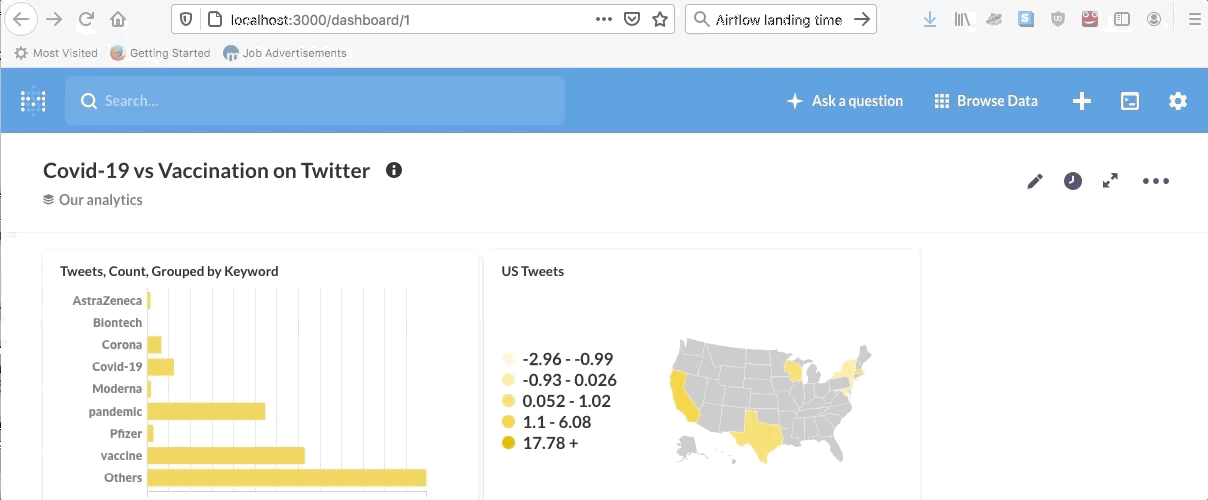 localhost:3000/dashboard/1
Airflow landing time
Most Visited
Getting Started
Job Advertisements
Search...
Ask a question
Browse Data
Covid-19 vs Vaccination on Twitter
Our analytics
Tweets, Count, Grouped by Keyword
AstraZeneca
Biontech
Corona
Covid-19
Moderna
pandemic
Pfizer
vaccine
Others
US Tweets
-2.96 - -0.99
-0.93 - 0.026
0.052 - 1.02
1.1 - 6.08
17.78 +